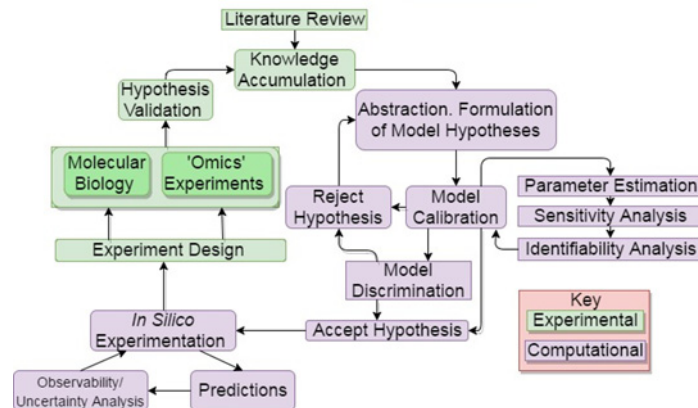 Literature Review
Knowledge
Accumulation
Hypothesis
Validation
Abstraction. Formulation
of Model Hypotheses
Molecular
Biology
'Omics'
Experiments
Reject
Hypothesis
Model
Calibration
Parameter Estimation
Sensitivity Analysis
Identifiability Analysis
Experiment Design
Model
Discrimination
In Silico
Experimentation
Accept Hypothesis
Key
Experimental
Computational
Observability/
Uncertainty Analysis
Predictions